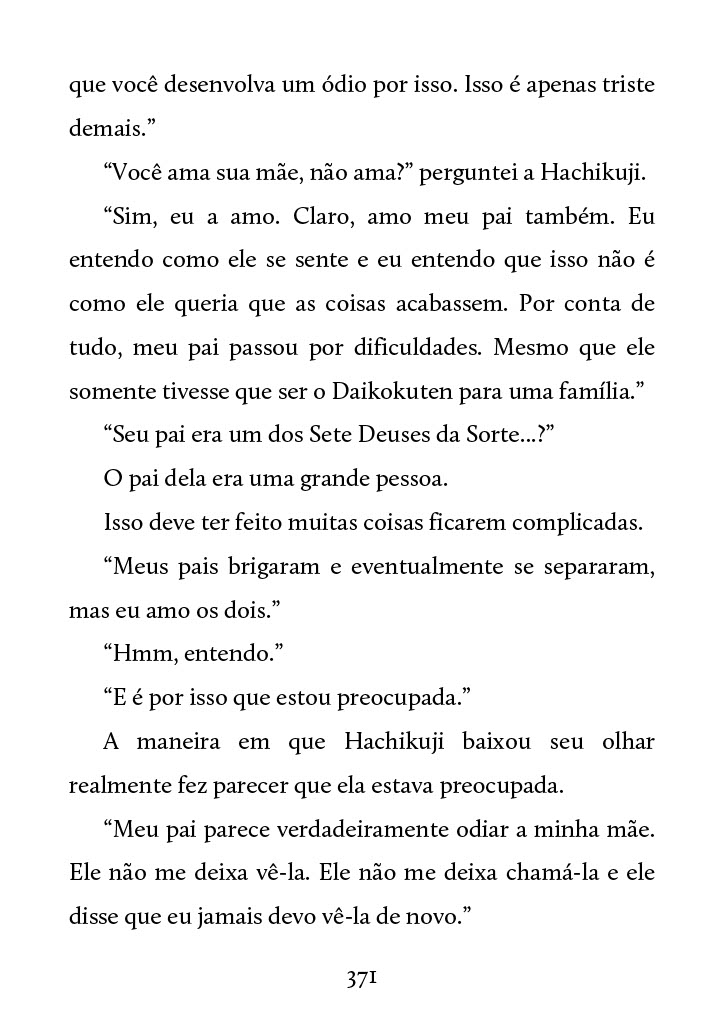 que você desenvolva um ódio por isso. Isso é apenas triste
demais.”
“Você ama sua mãe, não ama?” perguntei a Hachikuji.
“Sim, eu a amo. Claro, amo meu pai também. Eu
entendo como ele se sente e eu entendo que isso não é
como ele queria que as coisas acabassem. Por conta de
tudo, meu pai passou por dificuldades. Mesmo que ele
somente tivesse que ser o Daikokuten para uma família.”
“Seu pai era um dos Sete Deuses da Sorte...?”
O pai dela era uma grande pessoa.
Isso deve ter feito muitas coisas ficarem complicadas.
“Meus pais brigaram e eventualmente se separaram,
mas eu amo os dois.”
“Hmm, entendo.”
“E é por isso que estou preocupada.”
A maneira em que Hachikuji baixou seu olhar
realmente fez parecer que ela estava preocupada.
“Meu pai parece verdadeiramente odiar a minha mãe.
Ele não me deixa vê-la. Ele não me deixa chamá-la e ele
disse que eu jamais devo vê-la de novo.”
371